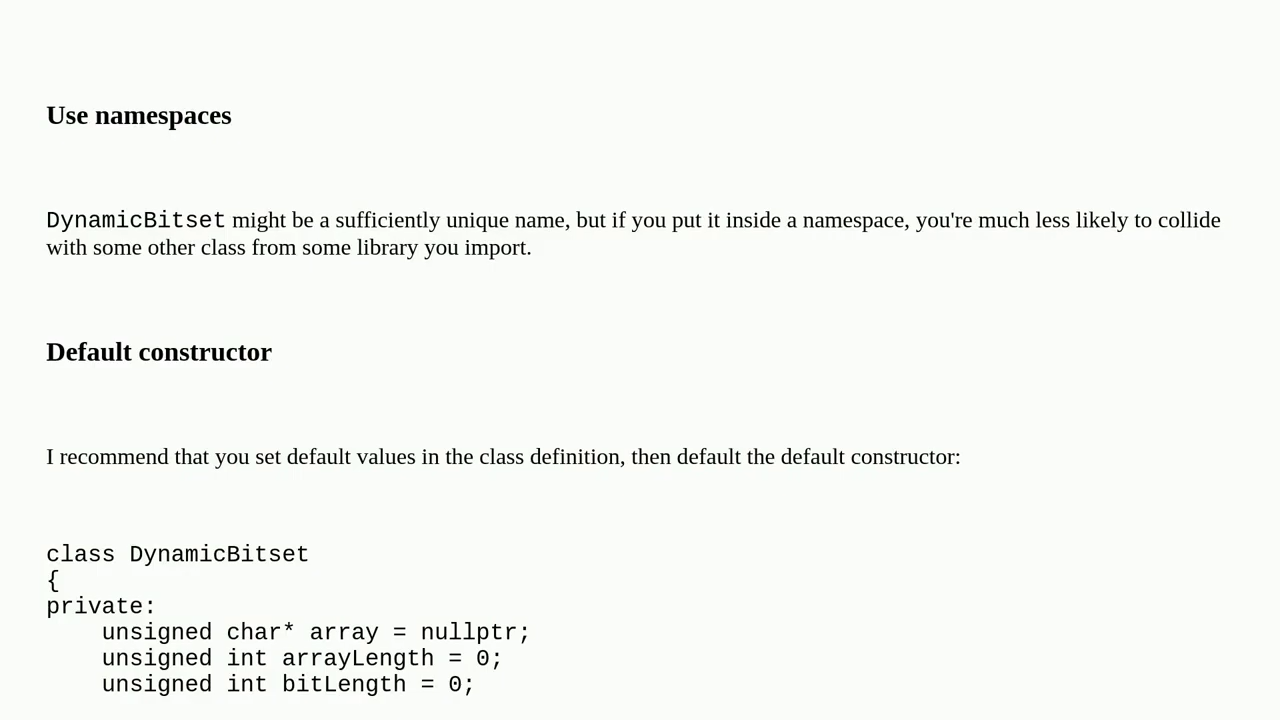 Use namespaces
DynamicBitset might be a sufficiently unique name, but if you put it inside a namespace, you're much less likely to collide
with some other class from some library you import.
Default constructor
I recommend that you set default values in the class definition, then default the default constructor:
class DynamicBitset
{
private:
    unsigned char* array = nullptr;
    unsigned int arrayLength = 0;
    unsigned int bitLength = 0;